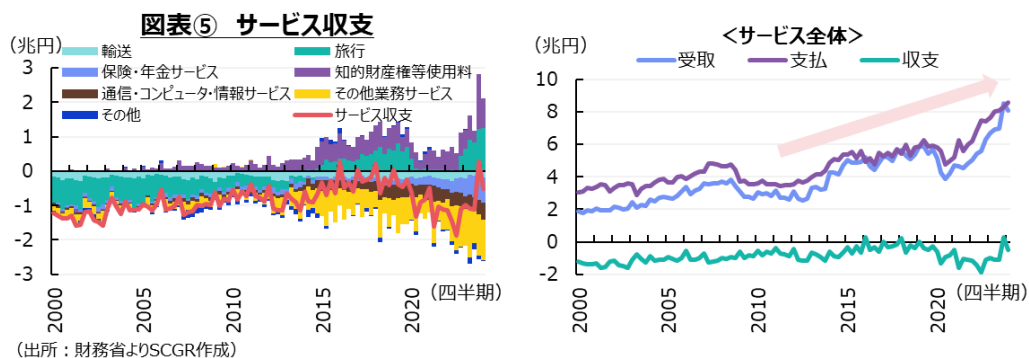 図表⑤ サービス収支
(兆円)
輸送
旅行
保険・年金サービス
知的財産権等使用料
通信・コンピュータ・情報サービス
その他業務サービス
その他
サービス収支
3
2
1
0
-1
-2
-3
2000
2005
2010
2015
2020
(四半期)
(出所:財務省よりSCGR作成)
<サービス全体>
(兆円)
受取
支払
収支
10
8
6
4
2
0
-2
2000
2005
2010
2015
2020
(四半期)